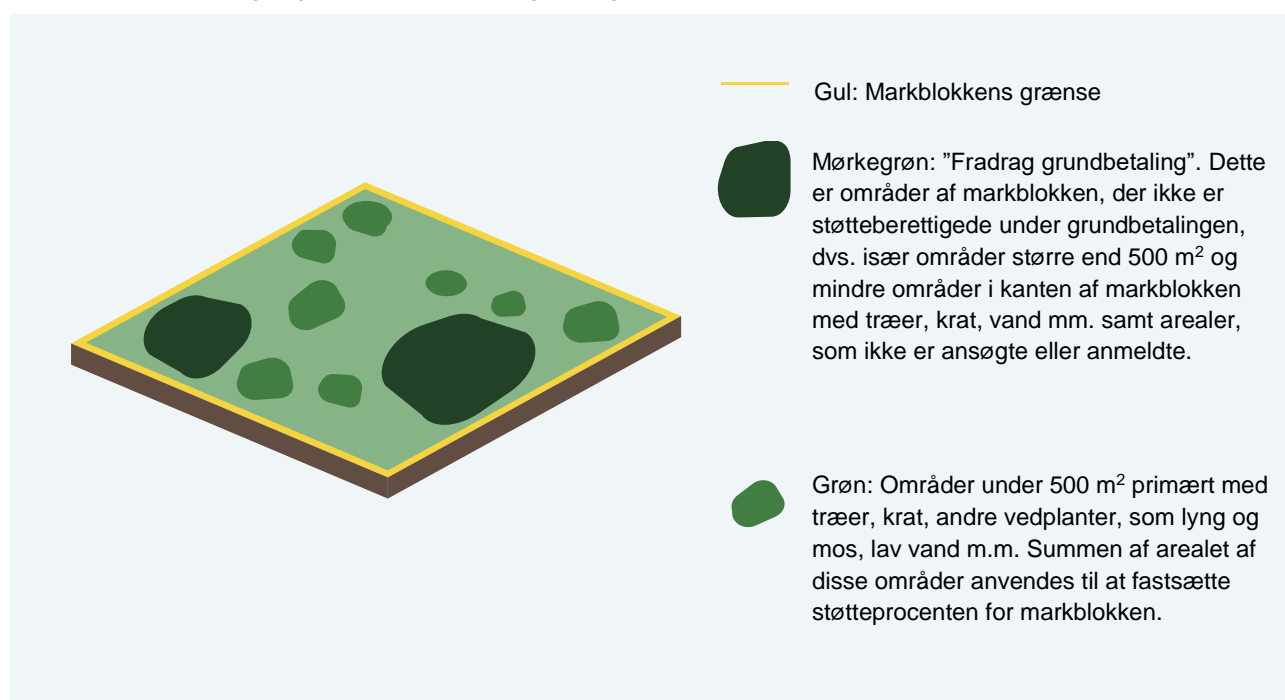 Gul: Markblokkens grænse
Mørkegrøn: ”Fradrag grundbetaling”. Dette
er områder af markblokken, der ikke er
støtteberettigede under grundbetalingen,
dvs. især områder større end 500 m² og
mindre områder i kanten af markblokken
med træer, krat, vand mm. samt arealer,
som ikke er ansøgte eller anmeldte.
Grøn: Områder under 500 m² primært med
træer, krat, andre vedplanter, som lyng og
mos, lav vand m.m. Summen af arealet af
disse områder anvendes til at fastsætte
støtteprocenten for markblokken.